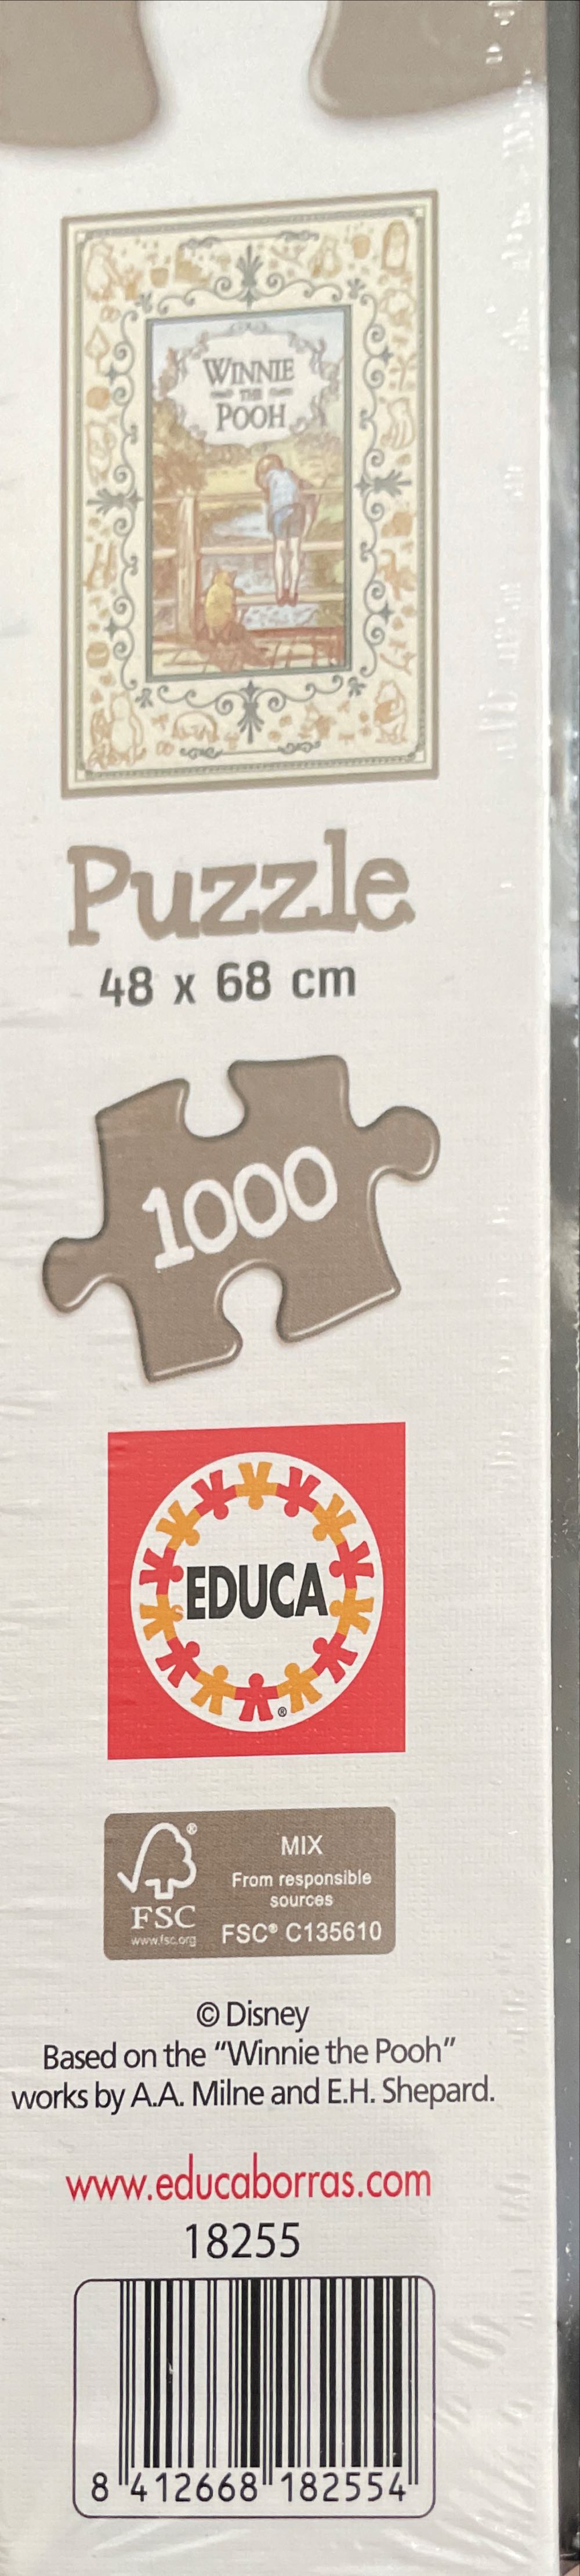 WINNIE
THE
POOH
Puzzle
48 x 68 cm
1000
EDUCA
®
®
FSC
www.fsc.org
MIX
From responsible
sources
FSC® C135610
© Disney
Based on the “Winnie the Pooh”
works by A.A. Milne and E.H. Shepard.
www.educaborras.com
18255
8 412668 182554